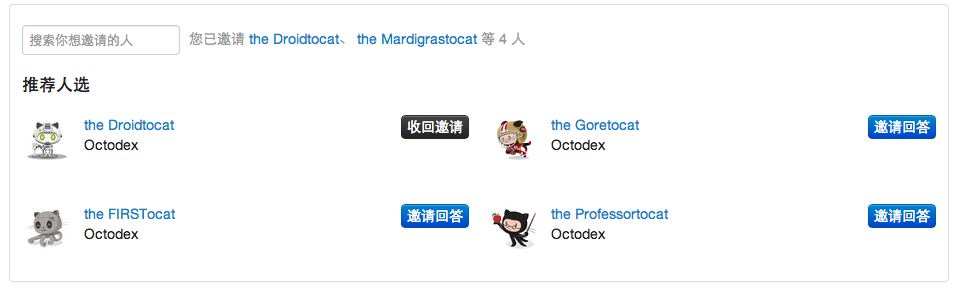 搜索你想邀请的人 您已邀请 the Droidtocat、 the Mardigrastocat 等 4 人
推荐人选
the Droidtocat 收回邀请
Octodex
the Goretocat 邀请回答
Octodex
the FIRSTocat 邀请回答
Octodex
the Professortocat 邀请回答
Octodex